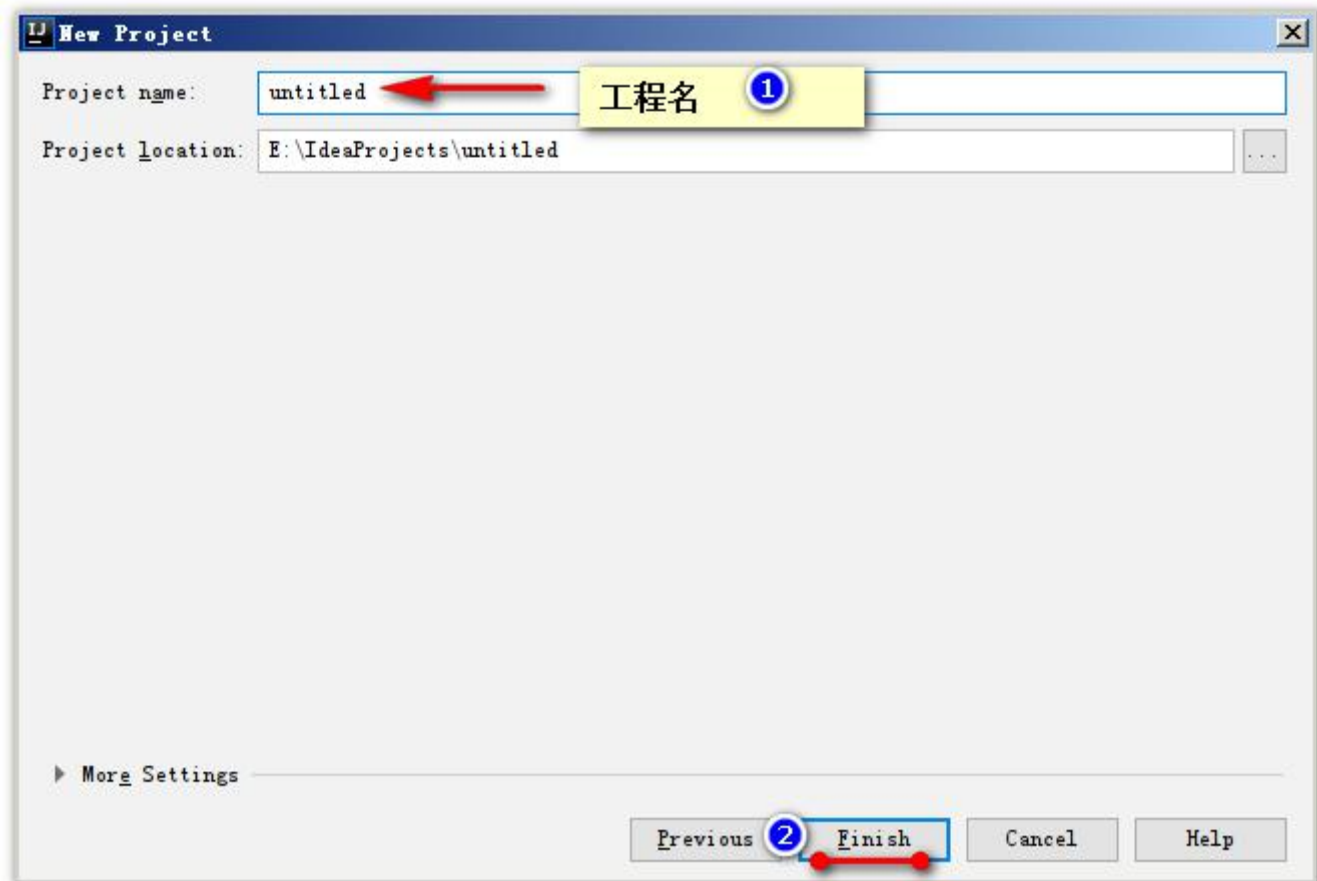 IJ New Project
Project name: untitled 工程名 1
Project location: E:\IdeaProjects\untitled ...
More Settings
Previous 2 Finish Cancel Help